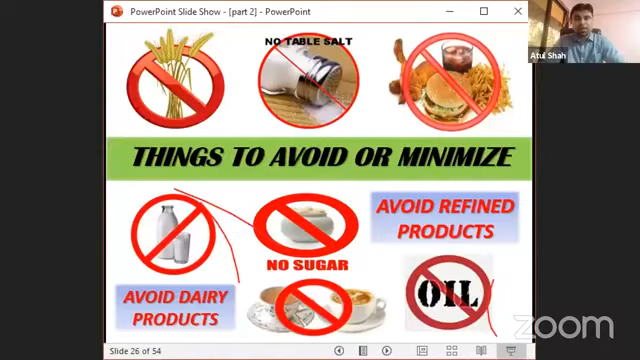 PowerPoint Slide Show - [part 2] - PowerPoint
Atul Shah
NO TABLE SALT
THINGS TO AVOID OR MINIMIZE
AVOID REFINED
PRODUCTS
NO SUGAR
AVOID DAIRY
PRODUCTS
OIL
zoom
Slide 26 of 54